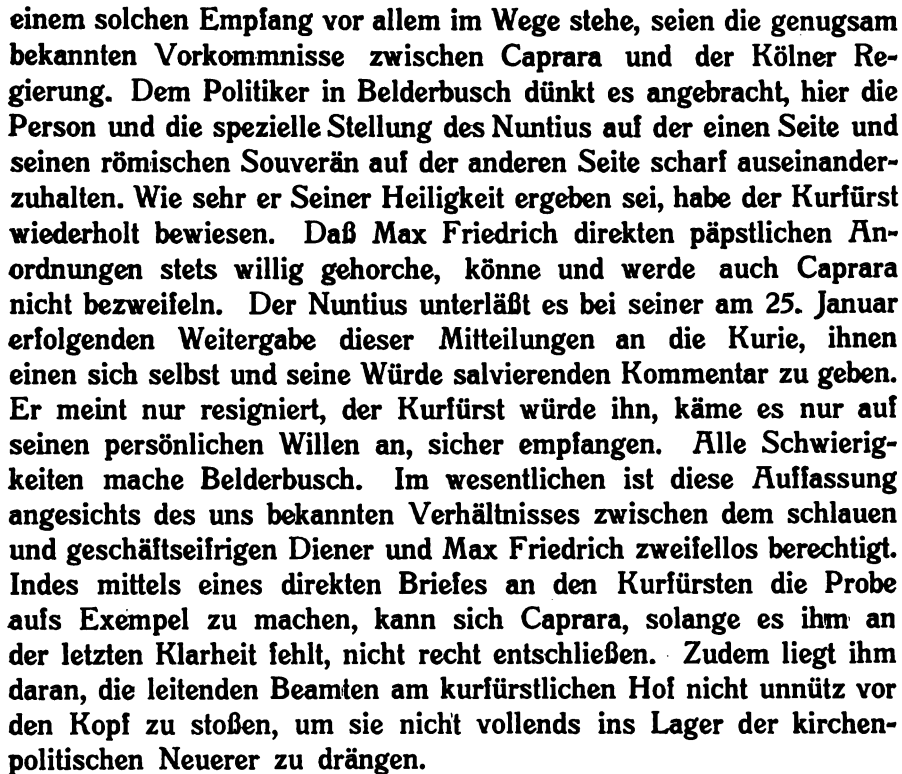 einem solchen Empfang vor allem im Wege stehe, seien die genugsam
bekannten Vorkommnisse zwischen Caprara und der Kölner Re-
gierung. Dem Politiker in Belderbusch dünkt es angebracht, hier die
Person und die spezielle Stellung des Nuntius auf der einen Seite und
seinen römischen Souverän auf der anderen Seite scharf auseinander-
zuhalten. Wie sehr er Seiner Heiligkeit ergeben sei, habe der Kurfürst
wiederholt bewiesen. Daß Max Friedrich direkten päpstlichen An-
ordnungen stets willig gehorche, könne und werde auch Caprara
nicht bezweifeln. Der Nuntius unterläßt es bei seiner am 25. Januar
erfolgenden Weitergabe dieser Mitteilungen an die Kurie, ihnen
einen sich selbst und seine Würde salvierenden Kommentar zu geben.
Er meint nur resigniert, der Kurfürst würde ihn, käme es nur auf
seinen persönlichen Willen an, sicher empfangen. Alle Schwierig-
keiten mache Belderbusch. Im wesentlichen ist diese Auffassung
angesichts des uns bekannten Verhältnisses zwischen dem schlauen
und geschäftseifrigen Diener und Max Friedrich zweifellos berechtigt.
Indes mittels eines direkten Briefes an den Kurfürsten die Probe
aufs Exempel zu machen, kann sich Caprara, solange es ihm an
der letzten Klarheit fehlt, nicht recht entschließen. Zudem liegt ihm
daran, die leitenden Beamten am kurfürstlichen Hof nicht unnütz vor
den Kopf zu stoßen, um sie nicht vollends ins Lager der kirchen-
politischen Neuerer zu drängen.